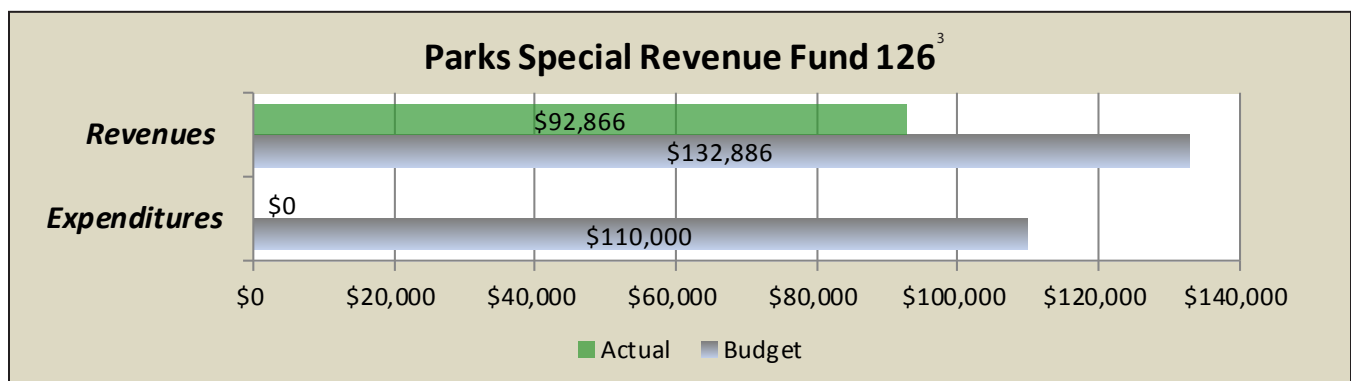 Parks Special Revenue Fund 126³
Revenues
$92,866
$132,886
Expenditures
$0
$110,000
$0 $20,000 $40,000 $60,000 $80,000 $100,000 $120,000 $140,000
Actual Budget